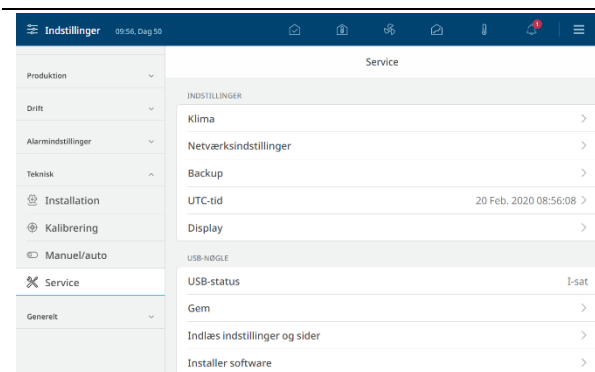 Indstillinger 09:56, Dag 50
1
Service
Produktion
Drift
Alarmindstillinger
Teknisk
Installation
Kalibrering
Manuel/auto
Service
Generelt
INDSTILLINGER
Klima
Netværksindstillinger
Backup
UTC-tid 20 Feb. 2020 08:56:08
Display
USB-NØGLE
USB-status I-sat
Gem
Indlæs indstillinger og sider
Installer software